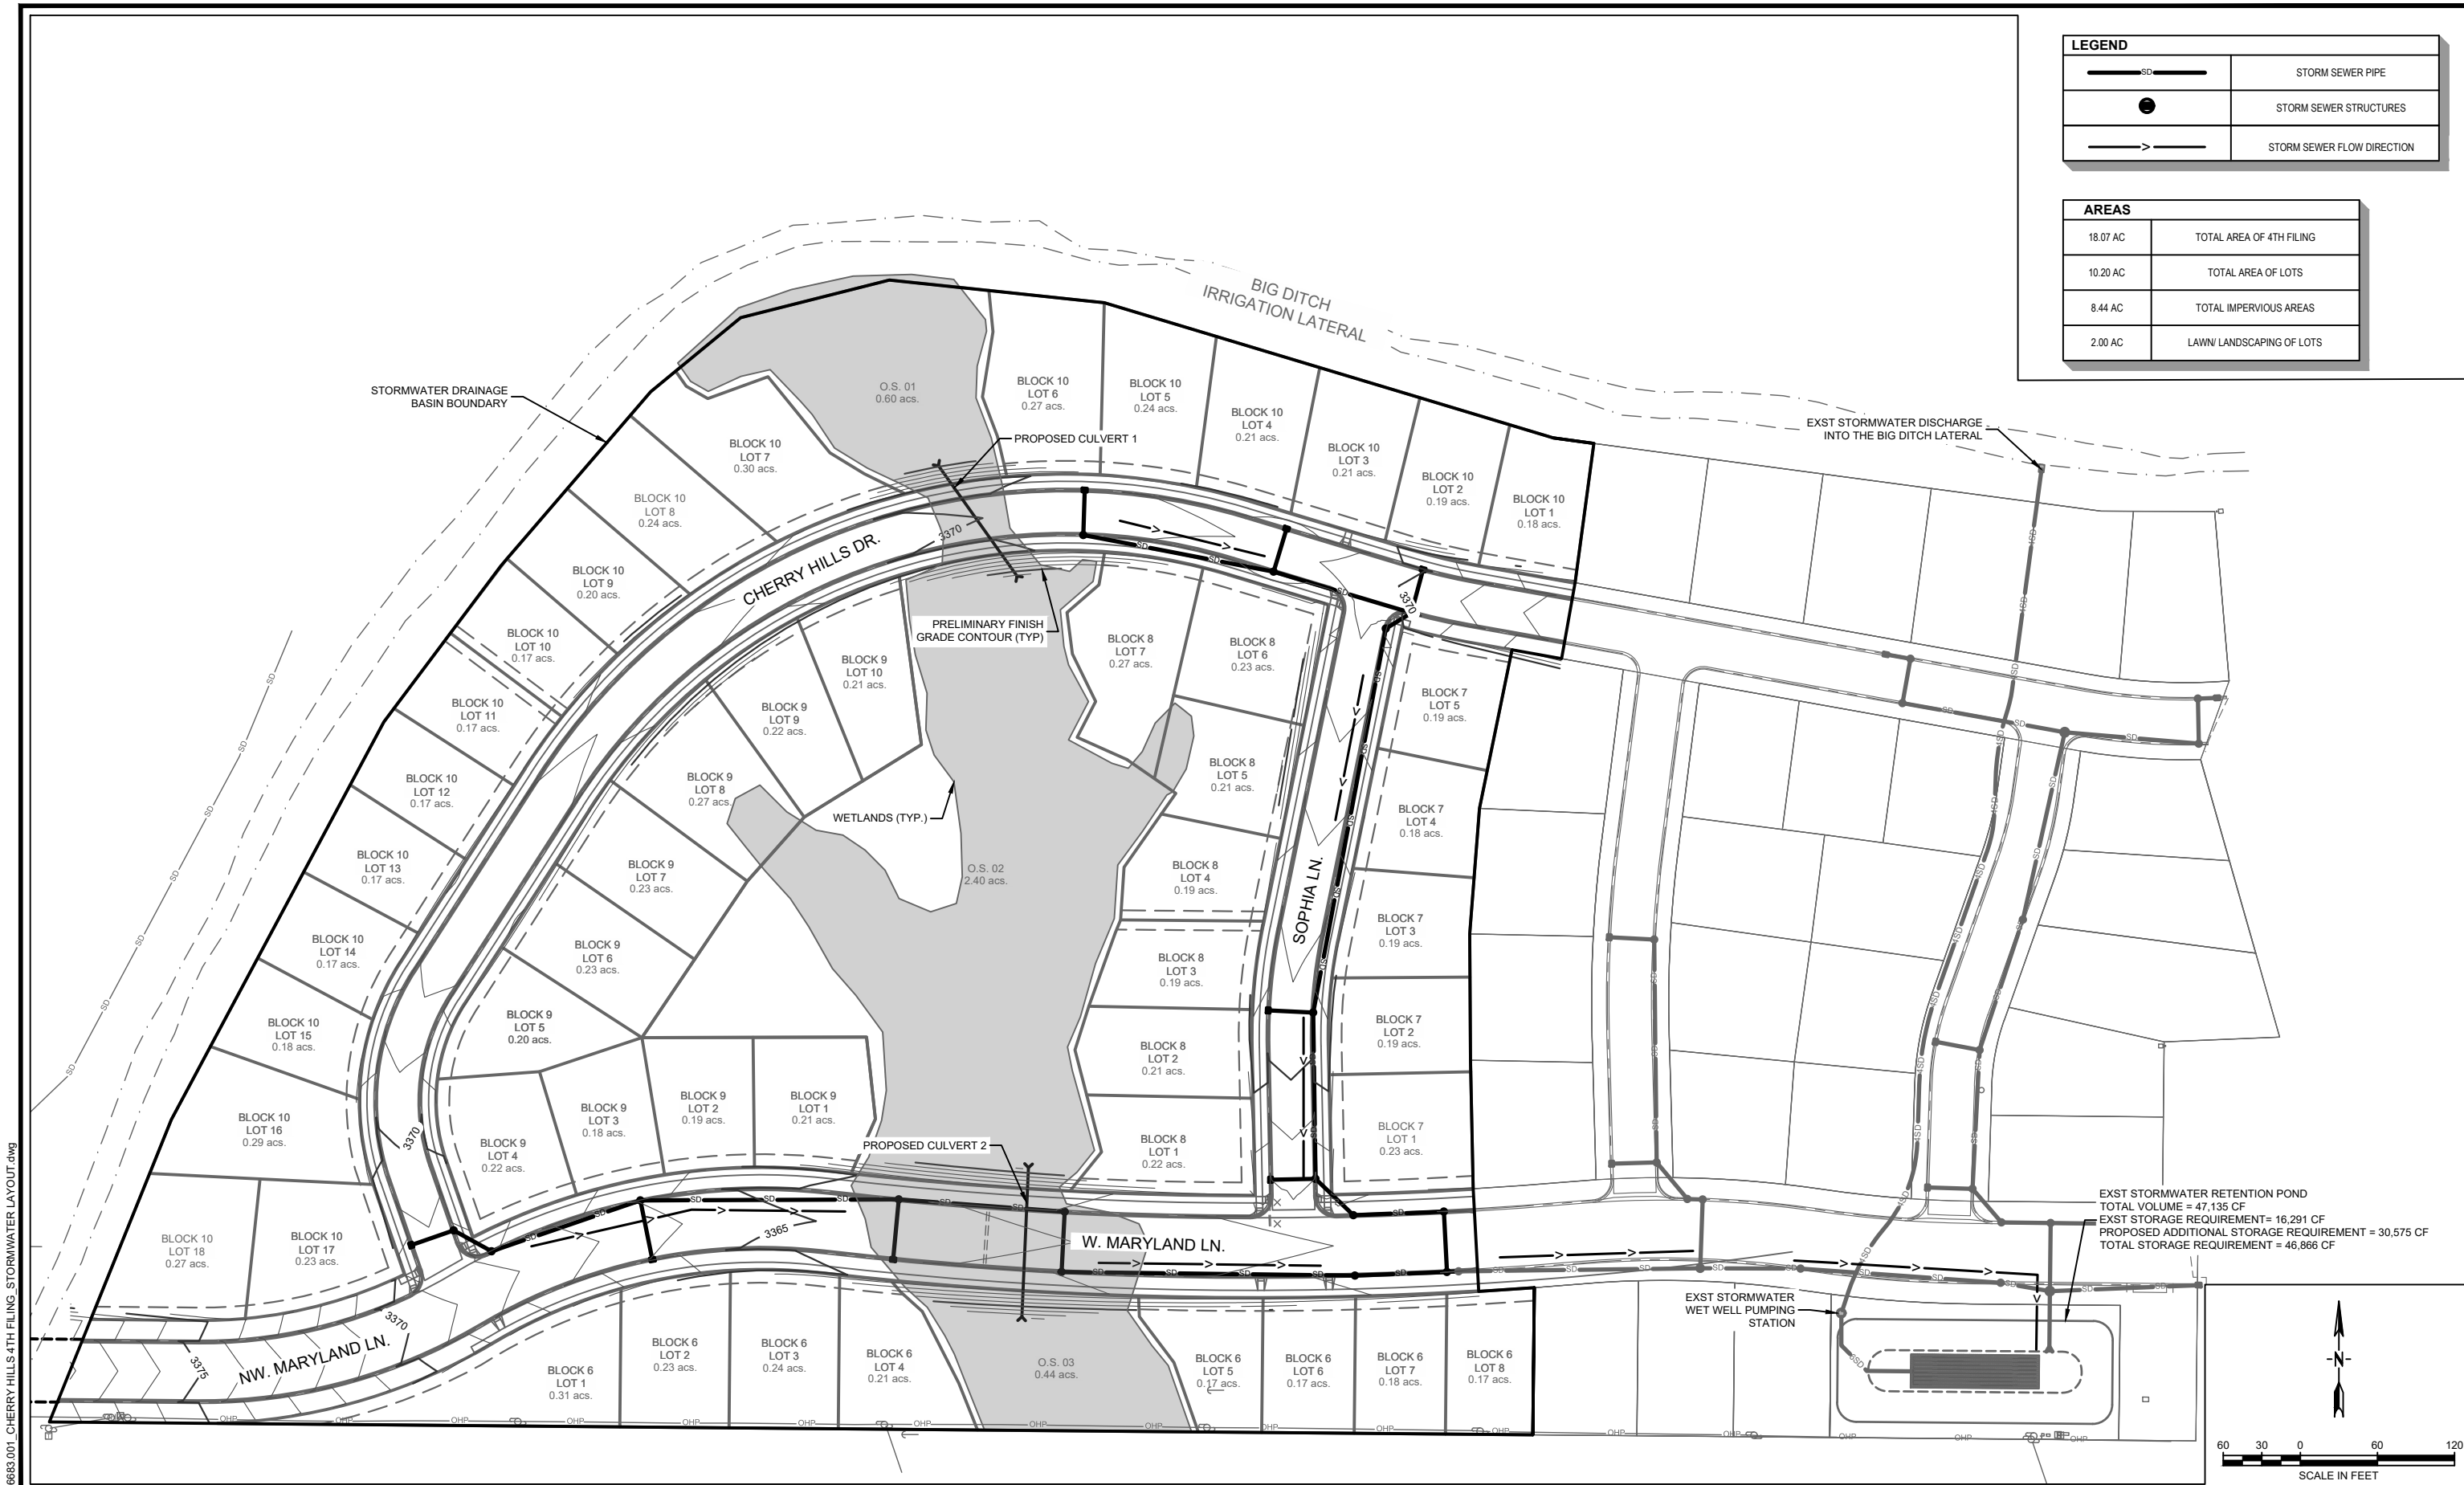 LEGEND
SD
STORM SEWER PIPE
STORM SEWER STRUCTURES
STORM SEWER FLOW DIRECTION
AREAS
18.07 AC TOTAL AREA OF 4TH FILING
10.20 AC TOTAL AREA OF LOTS
8.44 AC TOTAL IMPERVIOUS AREAS
2.00 AC LAWN/ LANDSCAPING OF LOTS
BIG DITCH
IRRIGATION LATERAL
STORMWATER DRAINAGE
BASIN BOUNDARY
O.S. 01
0.60 acs.
BLOCK 10
LOT 6
0.27 acs.
BLOCK 10
LOT 5
0.24 acs.
BLOCK 10
LOT 4
0.21 acs.
BLOCK 10
LOT 3
0.21 acs.
BLOCK 10
LOT 2
0.19 acs.
BLOCK 10
LOT 1
0.18 acs.
EXST STORMWATER DISCHARGE
INTO THE BIG DITCH LATERAL
PROPOSED CULVERT 1
BLOCK 10
LOT 7
0.30 acs.
BLOCK 10
LOT 8
0.24 acs.
BLOCK 10
LOT 9
0.20 acs.
BLOCK 10
LOT 10
0.17 acs.
BLOCK 10
LOT 11
0.17 acs.
BLOCK 10
LOT 12
0.17 acs.
BLOCK 10
LOT 13
0.17 acs.
BLOCK 10
LOT 14
0.17 acs.
BLOCK 10
LOT 15
0.18 acs.
BLOCK 10
LOT 16
0.29 acs.
BLOCK 10
LOT 17
0.23 acs.
BLOCK 10
LOT 18
0.27 acs.
CHERRY HILLS DR.
3370
PRELIMINARY FINISH
GRADE CONTOUR (TYP)
3370
BLOCK 9
LOT 10
0.21 acs.
BLOCK 9
LOT 9
0.22 acs.
BLOCK 9
LOT 8
0.27 acs.
BLOCK 9
LOT 7
0.23 acs.
BLOCK 9
LOT 6
0.23 acs.
BLOCK 9
LOT 5
0.20 acs.
BLOCK 9
LOT 4
0.22 acs.
BLOCK 9
LOT 3
0.18 acs.
BLOCK 9
LOT 2
0.19 acs.
BLOCK 9
LOT 1
0.21 acs.
WETLANDS (TYP.)
O.S. 02
2.40 acs.
BLOCK 8
LOT 7
0.27 acs.
BLOCK 8
LOT 6
0.23 acs.
BLOCK 8
LOT 5
0.21 acs.
BLOCK 8
LOT 4
0.19 acs.
BLOCK 8
LOT 3
0.19 acs.
BLOCK 8
LOT 2
0.21 acs.
BLOCK 8
LOT 1
0.22 acs.
SOPHIA LN.
BLOCK 7
LOT 5
0.19 acs.
BLOCK 7
LOT 4
0.18 acs.
BLOCK 7
LOT 3
0.19 acs.
BLOCK 7
LOT 2
0.19 acs.
BLOCK 7
LOT 1
0.23 acs.
PROPOSED CULVERT 2
3370
3365
W. MARYLAND LN.
NW. MARYLAND LN.
3370
3375
BLOCK 6
LOT 1
0.31 acs.
BLOCK 6
LOT 2
0.23 acs.
BLOCK 6
LOT 3
0.24 acs.
BLOCK 6
LOT 4
0.21 acs.
O.S. 03
0.44 acs.
BLOCK 6
LOT 5
0.17 acs.
BLOCK 6
LOT 6
0.17 acs.
BLOCK 6
LOT 7
0.18 acs.
BLOCK 6
LOT 8
0.17 acs.
EXST STORMWATER RETENTION POND
TOTAL VOLUME = 47,135 CF
EXST STORAGE REQUIREMENT= 16,291 CF
PROPOSED ADDITIONAL STORAGE REQUIREMENT = 30,575 CF
TOTAL STORAGE REQUIREMENT = 46,866 CF
EXST STORMWATER
WET WELL PUMPING
STATION
-N-
60 30 0 60 120
SCALE IN FEET
6683.001_CHERRY HILLS 4TH FILING_STORMWATER LAYOUT.dwg